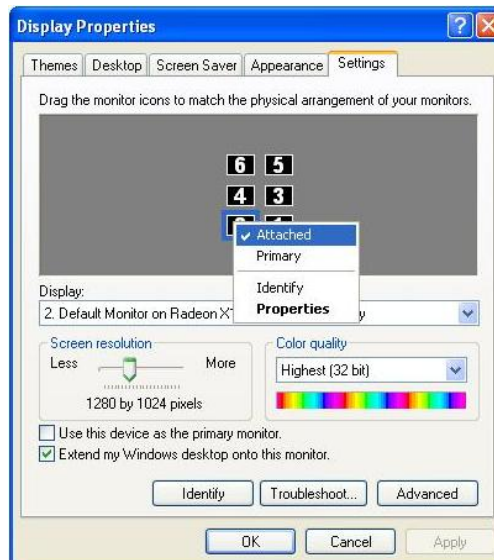 Display Properties
Themes Desktop Screen Saver Appearance Settings
Drag the monitor icons to match the physical arrangement of your monitors.
6 5
4 3
Attached
Primary
Identify
Properties
Display:
2. Default Monitor on Radeon
Screen resolution
Less More
1280 by 1024 pixels
Color quality
Highest (32 bit)
Use this device as the primary monitor.
Extend my Windows desktop onto this monitor.
Identify Troubleshoot... Advanced
OK Cancel Apply